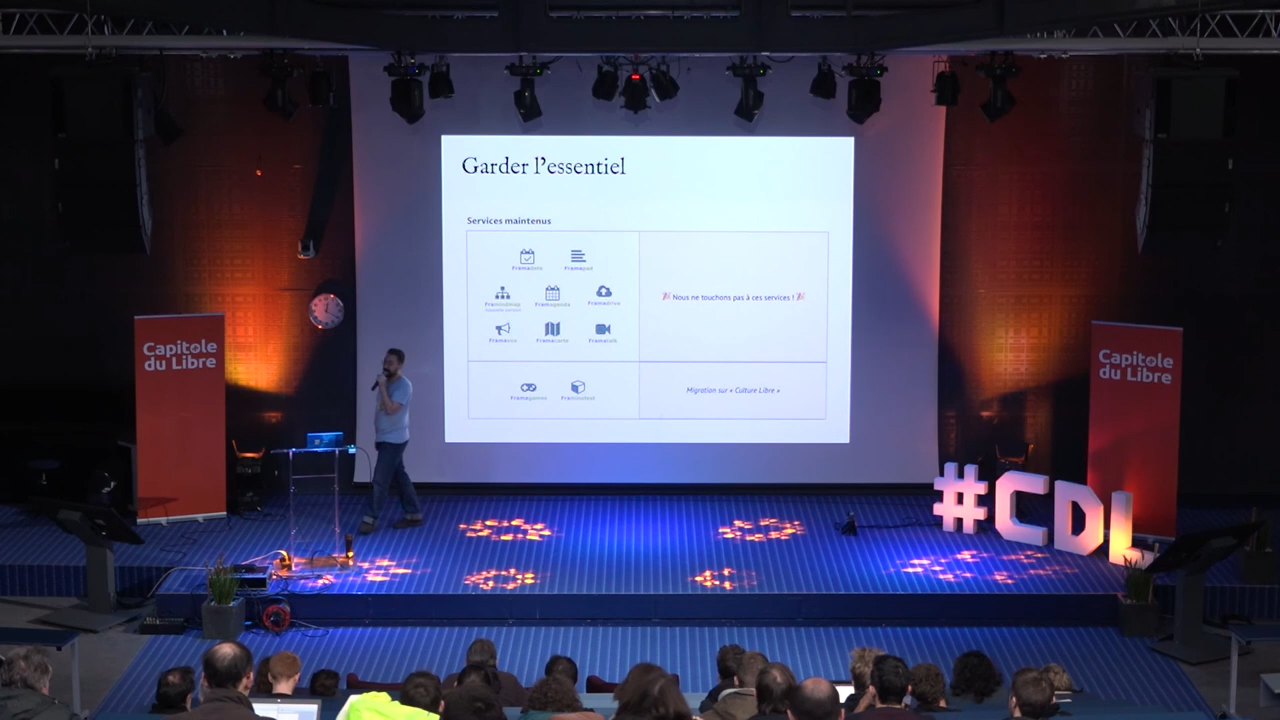 Garder l'essentiel
Services maintenus
Framadate
Framapad
Framindmap
Framagenda
Framadrive
Nous ne touchons pas à ces services !
Framavox
Framacarte
Framatalk
Framagames
Framinetest
Migration sur « Culture Libre »
Capitole
du Libre
Capitole
du Libre
#CDL